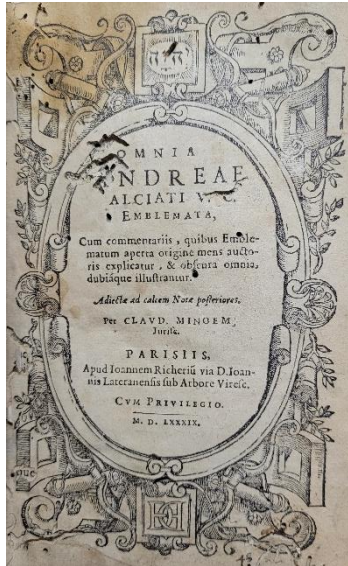 יהוה
OMNIA
ANDREAE
ALCIATI V. C.
EMBLEMATA,
Cum commentariis, quibus Emble-
matum aperta origine mens aucto-
ris explicatur, & obscura omnia,
dubiáque illustrantur.
Adiectæ ad calcem Notæ posteriores.
Per CLAVD. MINOEM,
Iurisc.
PARISIIS,
Apud Ioannem Richeriũ via D. Ioan-
nis Lateranensis sub Arbore Viresc.
CVM PRIVILEGIO.
M. D. LXXXIX.